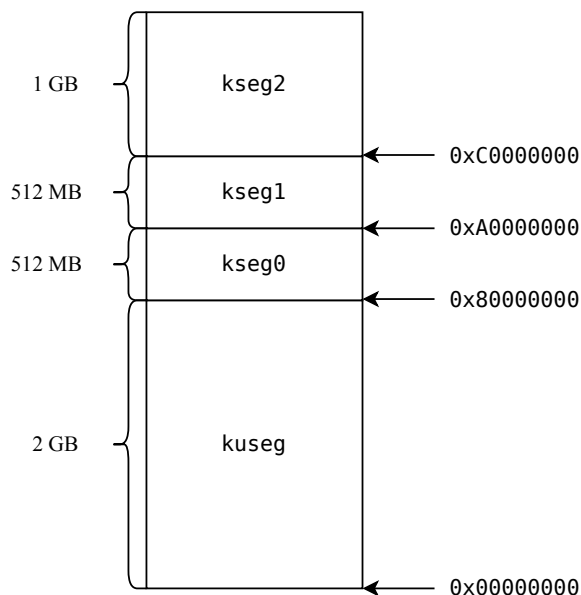 1 GB
kseg2
0xC0000000
512 MB
kseg1
0xA0000000
512 MB
kseg0
0x80000000
2 GB
kuseg
0x00000000